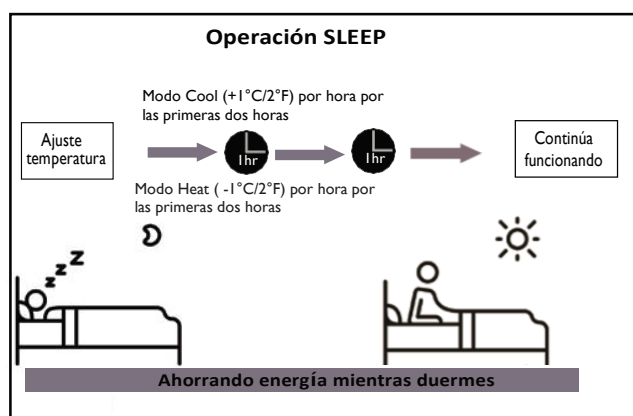 Operación SLEEP
Modo Cool (+1°C/2°F) por hora por
las primeras dos horas
Ajuste
temperatura
1hr
1hr
Continúa
funcionando
Modo Heat ( -1°C/2°F) por hora por
las primeras dos horas
z z z Z
Ahorrando energía mientras duermes